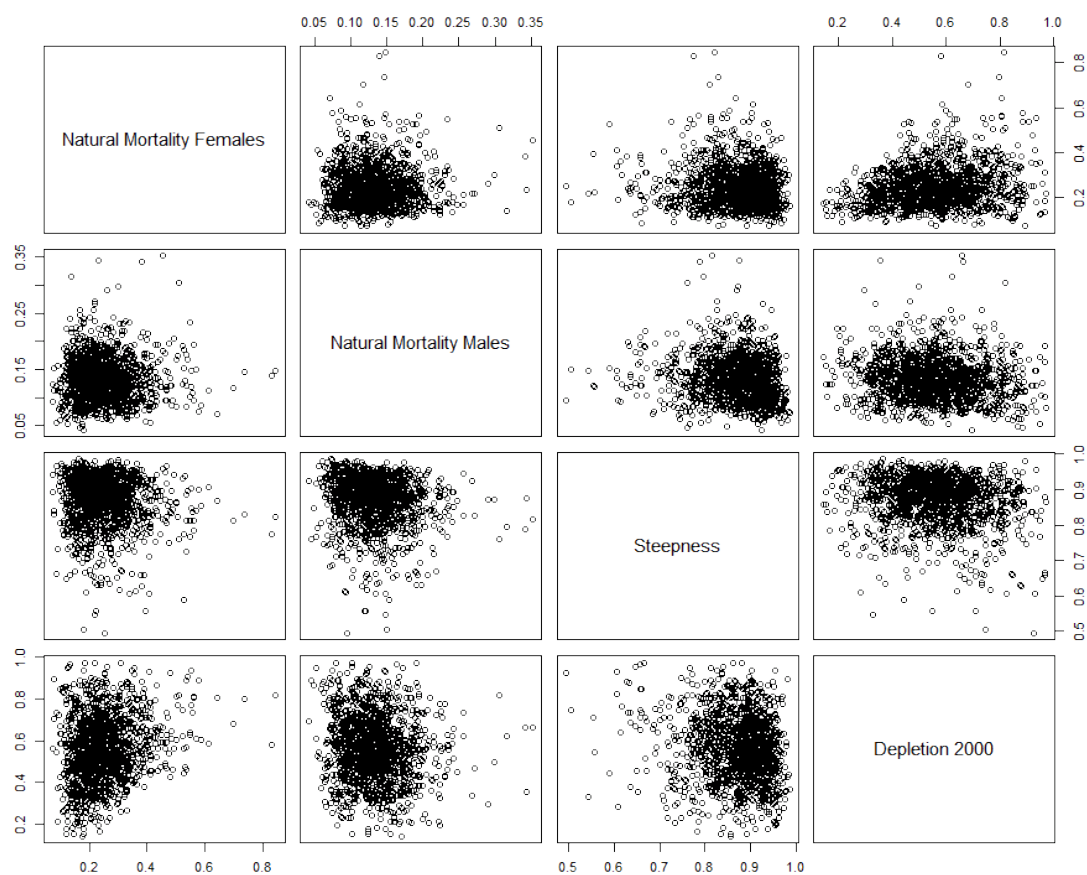 0.05 0.10 0.15 0.20 0.25 0.30 0.35 0.2 0.4 0.6 0.8 1.0
Natural Mortality Females
0.2 0.4 0.6 0.8
0.05 0.15 0.25 0.35
Natural Mortality Males
Steepness
0.5 0.6 0.7 0.8 0.9 1.0
0.2 0.4 0.6 0.8 1.0
Depletion 2000
0.2 0.4 0.6 0.8 0.5 0.6 0.7 0.8 0.9 1.0